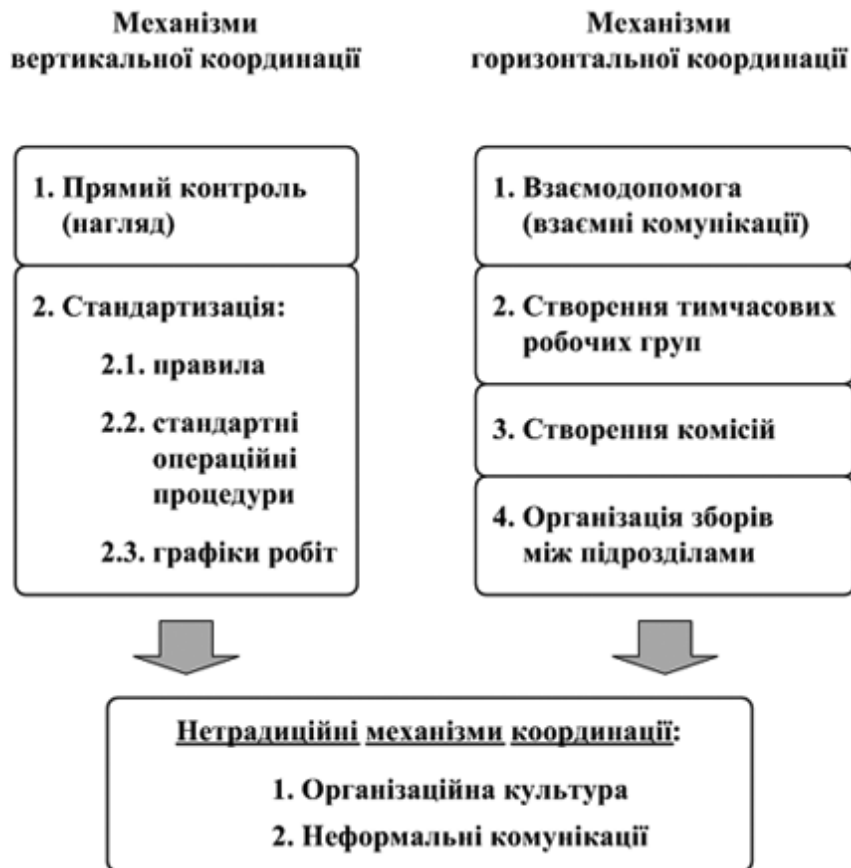 Механізми
вертикальної координації
1. Прямий контроль
(нагляд)
2. Стандартизація:
2.1. правила
2.2. стандартні
операційні
процедури
2.3. графіки робіт
Механізми
горизонтальної координації
1. Взаємодопомога
(взаємні комунікації)
2. Створення тимчасових
робочих груп
3. Створення комісій
4. Організація зборів
між підрозділами
Нетрадиційні механізми координації:
1. Організаційна культура
2. Неформальні комунікації